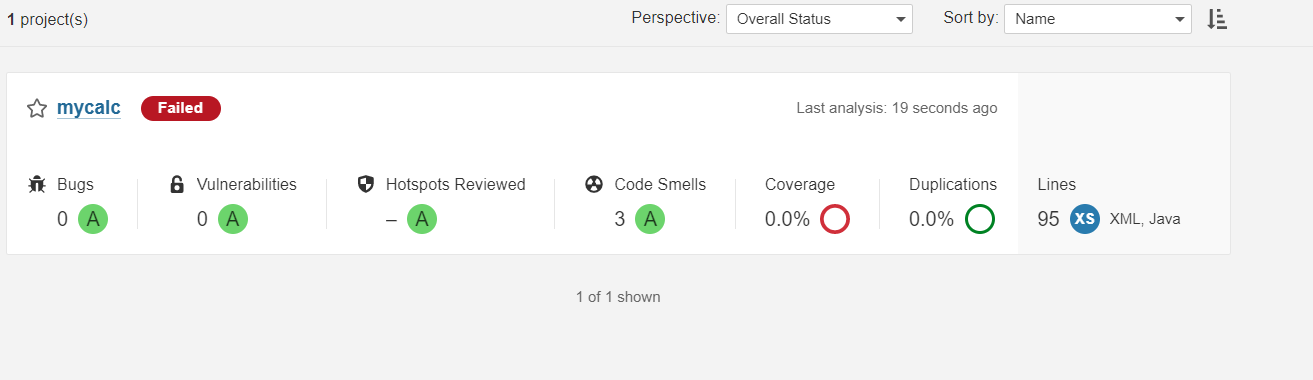 1 project(s) Perspective: Overall Status Sort by: Name
mycalc Failed Last analysis: 19 seconds ago
Bugs Vulnerabilities Hotspots Reviewed Code Smells Coverage Duplications Lines
0 A 0 A – A 3 A 0.0% 0.0% 95 XS XML, Java
1 of 1 shown